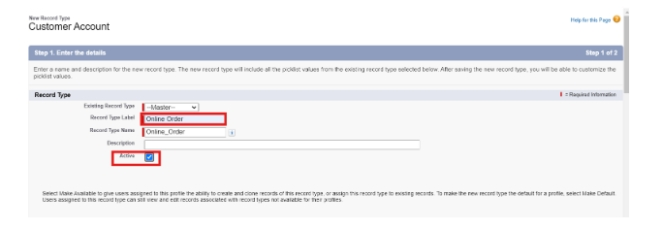 New Record Type
Customer Account
Help for this Page
Step 1. Enter the details
Step 1 of 2
Enter a name and description for the new record type. The new record type will include all the picklist values from the existing record type selected below. After saving the new record type, you will be able to customize the
picklist values.
Record Type
= Required Information
Existing Record Type
--Master--
Record Type Label
Online Order
Record Type Name
Online_Order
i
Description
Active
Select Make Available to give users assigned to this profile the ability to create and clone records of this record type, or assign this record type to existing records. To make the new record type the default for a profile, select Make Default.
Users assigned to this record type can still view and edit records associated with record types not available for their profiles.